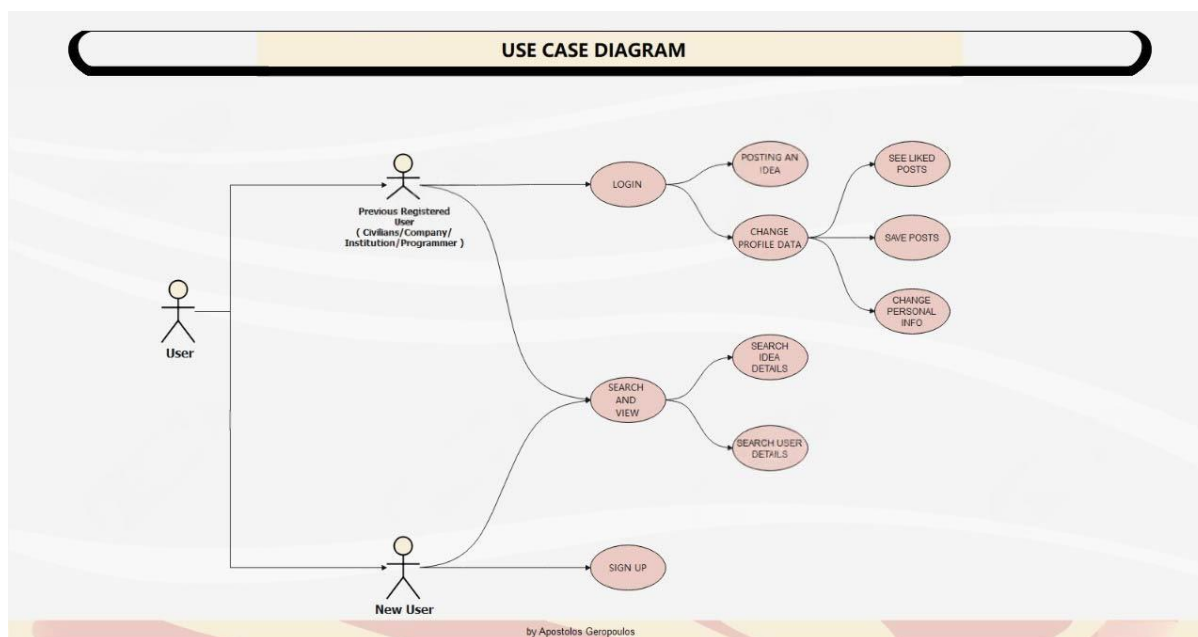 USE CASE DIAGRAM
POSTING AN
IDEA
SEE LIKED
POSTS
LOGIN
Previous Registered
User
( Civilians/Company/
Institution/Programmer )
CHANGE
PROFILE DATA
SAVE POSTS
CHANGE
PERSONAL
INFO
User
SEARCH
IDEA
DETAILS
SEARCH
AND
VIEW
SEARCH USER
DETAILS
SIGN UP
New User
by Apostolos Geropoulos